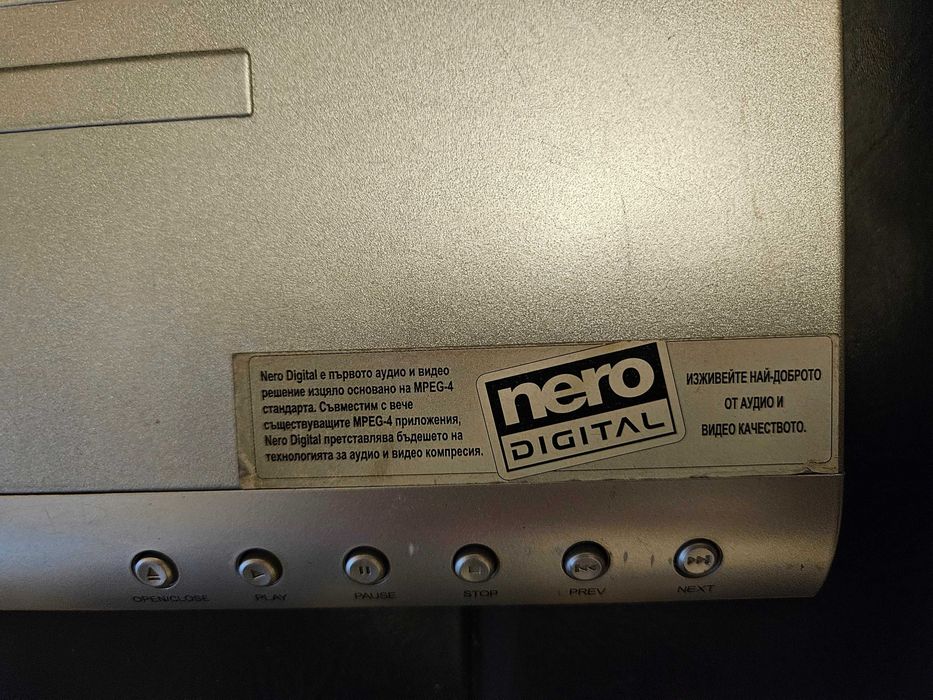 Nero Digital е първото аудио и видео
решение изцяло основано на MPEG-4
стандарта. Съвместим с вече
съществуващите MPEG-4 приложения,
Nero Digital претставлява бъдешето на
технологията за аудио и видео компресия.
nero
DIGITAL
ИЗЖИВЕЙТЕ НАЙ-ДОБРОТО
ОТ АУДИО И
ВИДЕО КАЧЕСТВОТО.
OPEN/CLOSE
PLAY
PAUSE
STOP
PREV
NEXT